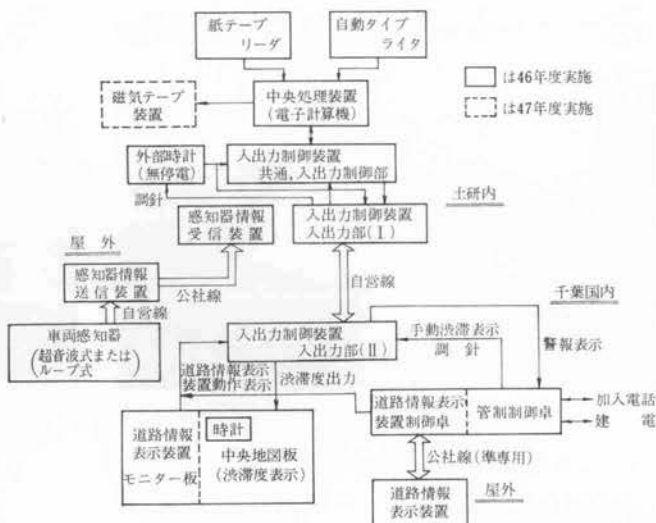 紙テープ
リーダ
自動タイプ
ライタ
は46年度実施
は47年度実施
磁気テープ
装置
中央処理装置
(電子計算機)
外部時計
(無停電)
入出力制御装置
共通,入出力制御部
調針
土研内
感知器情報
受信装置
入出力制御装置
入出力部(Ⅰ)
屋外
感知器情報
送信装置
公社線
自営線
自営線
千葉国内
車両感知器
(超音波式または
ループ式)
入出力制御装置
入出力部(Ⅱ)
手動渋滞表示
調針
警報表示
道路情報表示
装置動作表示
渋滞度出力
道路情報表示
装置制御卓
管制制御卓
加入電話
建電
道路情報
表示装置
モニター板
時計
中央地図板
(渋滞度表示)
公社線(準専用)
道路情報
表示装置
屋外